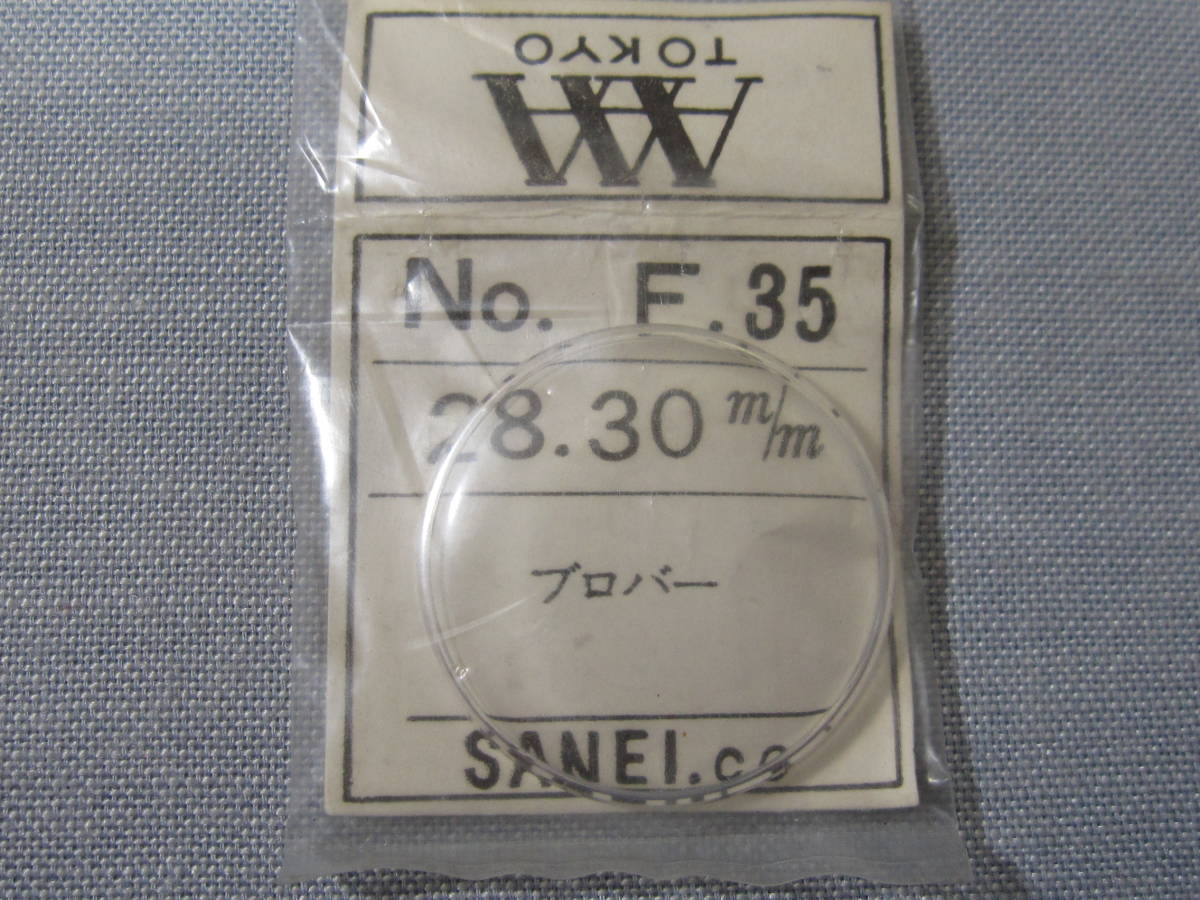 TOKYO
No. F.35
28.30 m/m
ブロバー
SANEI.co